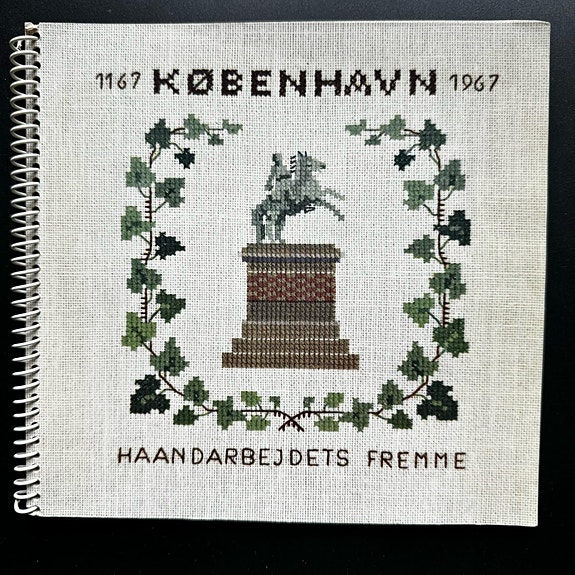 1167 KØBENHAVN 1967
HAANDARBEJDETS FREMME